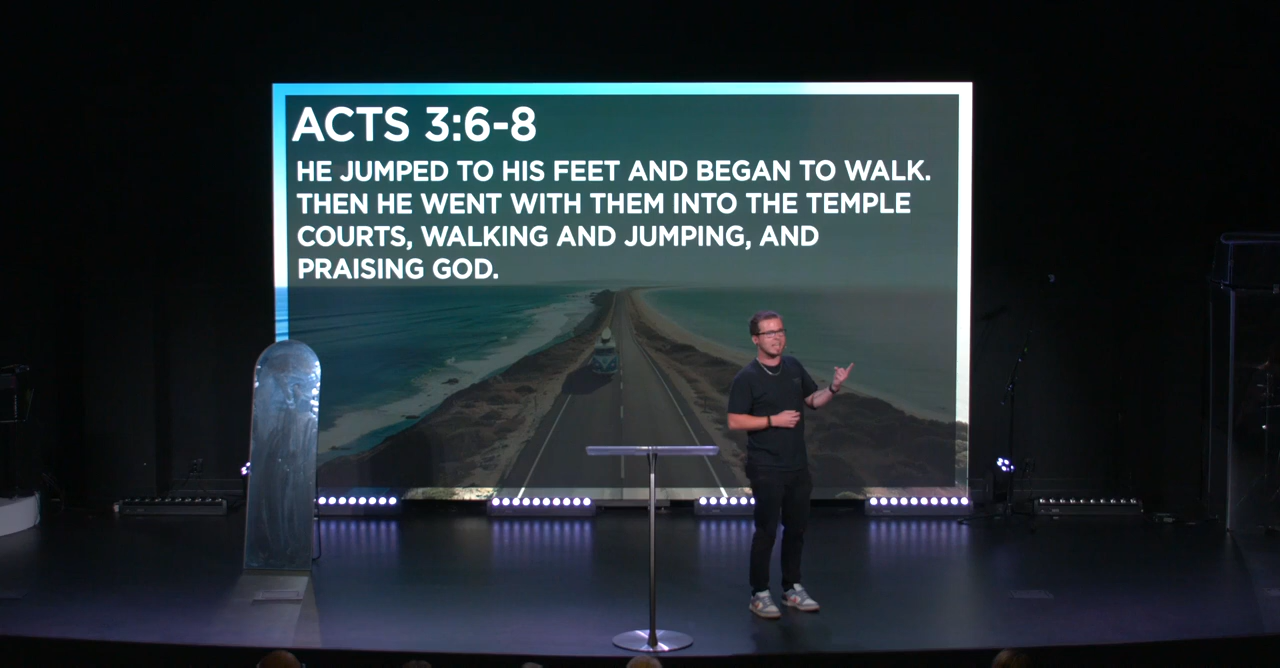 ACTS 3:6-8
HE JUMPED TO HIS FEET AND BEGAN TO WALK.
THEN HE WENT WITH THEM INTO THE TEMPLE
COURTS, WALKING AND JUMPING, AND
PRAISING GOD.